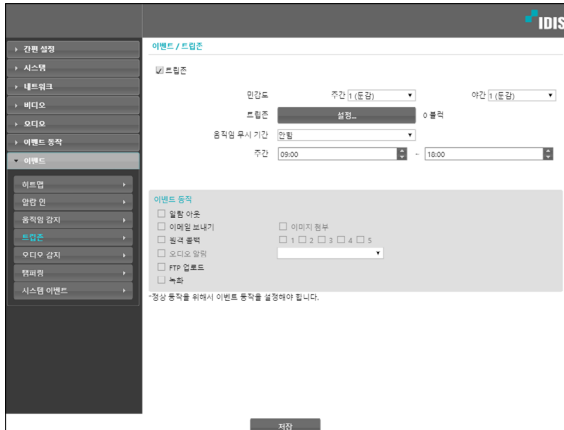 IDIS
간편 설정
시스템
네트워크
비디오
오디오
이벤트 동작
이벤트
히트맵
알람 인
움직임 감지
트립존
오디오 감지
탬퍼링
시스템 이벤트
이벤트 / 트립존
트립존
민감도 주간 1 (둔감) 야간 1 (둔감)
트립존 설정... 0 블럭
움직임 무시 기간 안함
주간 09:00 - 18:00
이벤트 동작
알람 아웃
이메일 보내기 이미지 첨부
원격 콜백 1 2 3 4 5
오디오 알림
FTP 업로드
녹화
*정상 동작을 위해서 이벤트 동작을 설정해야 합니다.
저장